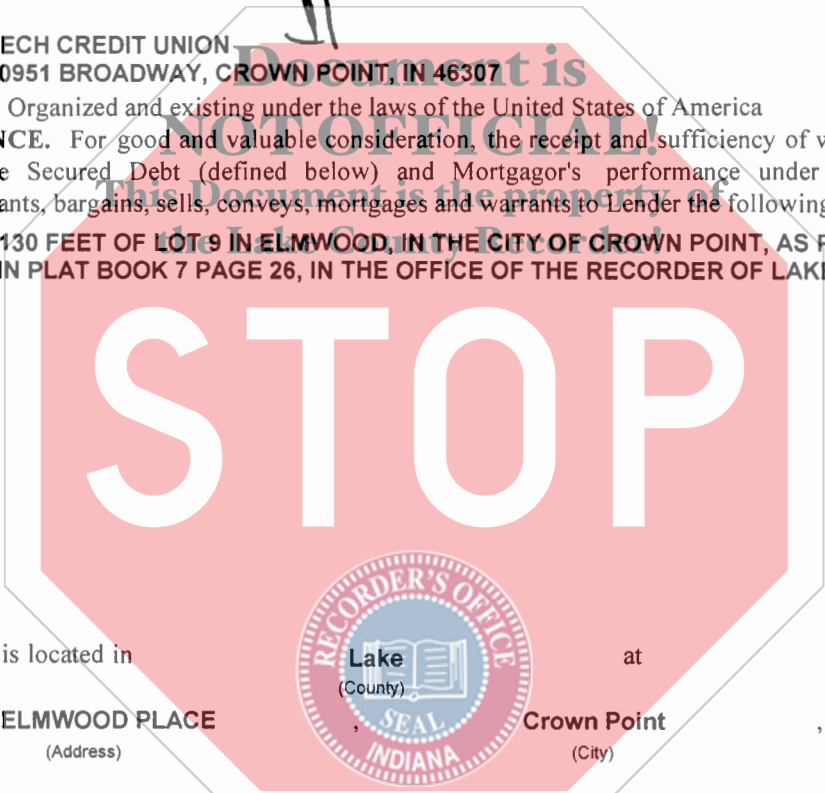 ECH CREDIT UNION
0951 BROADWAY, CROWN POINT, IN 46307
Organized and existing under the laws of the United States of America
NCE. For good and valuable consideration, the receipt and sufficiency of w
e Secured Debt (defined below) and Mortgagor's performance under
ants, bargains, sells, conveys, mortgages and warrants to Lender the following
130 FEET OF LOT 9 IN ELMWOOD, IN THE CITY OF CROWN POINT, AS
IN PLAT BOOK 7 PAGE 26, IN THE OFFICE OF THE RECORDER OF LAKE
Document is
NOT OFFICIAL!
This Document is the property of
the Lake County Recorder!
STOP
RECORDER'S OFFICE
SEAL
INDIANA
is located in Lake at
(County)
ELMWOOD PLACE , Crown Point ,
(Address) (City)